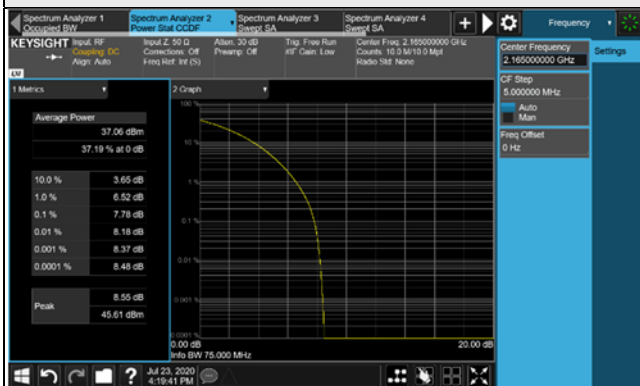 Spectrum Analyzer 1
Occupied BW
Spectrum Analyzer 2
Power Stat CCDF
Spectrum Analyzer 3
Swept SA
Spectrum Analyzer 4
Swept SA
Frequency
KEYSIGHT
Input: RF
Coupling: DC
Align: Auto
Input Z: 50 Ω
Corrections: Off
Freq Ref: Int (S)
Atten: 30 dB
Preamp: Off
Trig: Free Run
#IF Gain: Low
Center Freq: 2.165000000 GHz
Counts: 10.0 M/10.0 Mpt
Radio Std: None
LXI
1 Metrics
2 Graph
Average Power
37.06 dBm
37.19 % at 0 dB
10.0 % 3.65 dB
1.0 % 6.52 dB
0.1 % 7.78 dB
0.01 % 8.18 dB
0.001 % 8.37 dB
0.0001 % 8.48 dB
Peak
8.55 dB
45.61 dBm
100 %
10 %
1 %
0.1 %
0.01 %
0.001 %
0.0001 %
0.00 dB
20.00 dB
Info BW 75.000 MHz
Center Frequency
2.165000000 GHz
Settings
CF Step
5.000000 MHz
Auto
Man
Freq Offset
0 Hz
Jul 23, 2020
4:19:41 PM